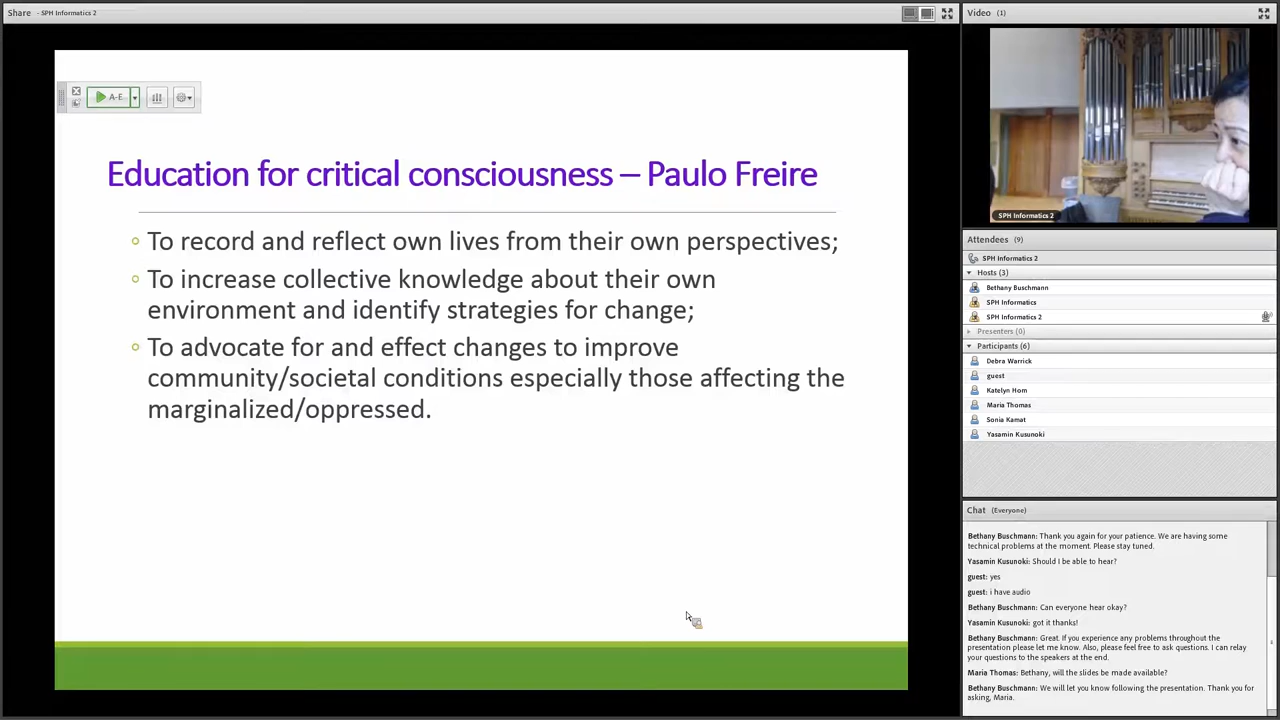 Share - SPH Informatics 2
A-E
Education for critical consciousness – Paulo Freire
To record and reflect own lives from their own perspectives;
To increase collective knowledge about their own
environment and identify strategies for change;
To advocate for and effect changes to improve
community/societal conditions especially those affecting the
marginalized/oppressed.
Video (1)
SPH Informatics 2
Attendees (9)
SPH Informatics 2
Hosts (3)
Bethany Buschmann
SPH Informatics
SPH Informatics 2
Presenters (0)
Participants (6)
Debra Warrick
guest
Katelyn Hom
Maria Thomas
Sonia Kamat
Yasamin Kusunoki
Chat (Everyone)
Bethany Buschmann: Thank you again for your patience. We are having some
technical problems at the moment. Please stay tuned.
Yasamin Kusunoki: Should I be able to hear?
guest: yes
guest: i have audio
Bethany Buschmann: Can everyone hear okay?
Yasamin Kusunoki: got it thanks!
Bethany Buschmann: Great. If you experience any problems throughout the
presentation please let me know. Also, please feel free to ask questions. I can relay
your questions to the speakers at the end.
Maria Thomas: Bethany, will the slides be made available?
Bethany Buschmann: We will let you know following the presentation. Thank you for
asking, Maria.